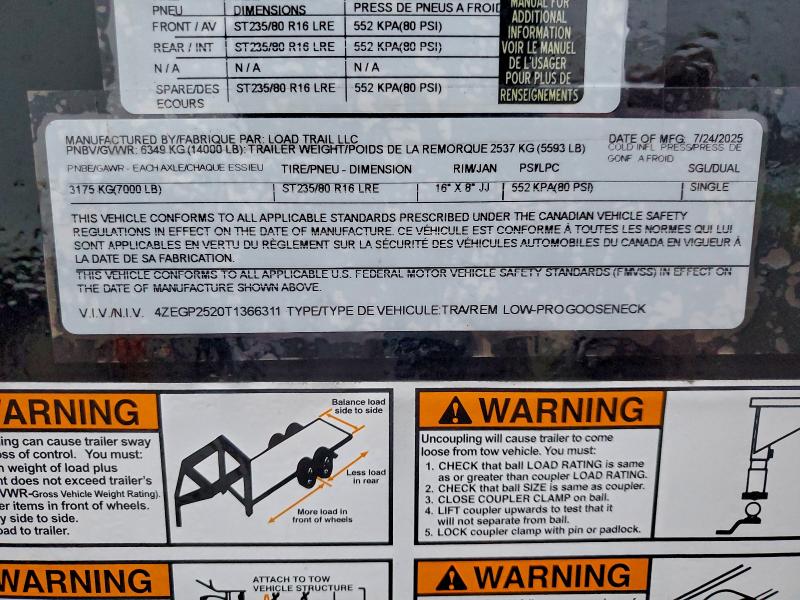 PNEU DIMENSIONS PRESS DE PNEUS A FROID
FRONT / AV ST235/80 R16 LRE 552 KPA(80 PSI)
REAR / INT ST235/80 R16 LRE 552 KPA(80 PSI)
N / A N / A N / A
SPARE/DES ECOURS ST235/80 R16 LRE 552 KPA(80 PSI)
MANUAL FOR
ADDITIONAL
INFORMATION
VOIR LE MANUEL
DE L'USAGER
POUR PLUS DE
RENSEIGNEMENTS
MANUFACTURED BY/FABRIQUE PAR: LOAD TRAIL LLC DATE OF MFG: 7/24/2025
PNBV/GVWR: 6349 KG (14000 LB): TRAILER WEIGHT/POIDS DE LA REMORQUE 2537 KG (5593 LB) COLD INFL PRESS/PRESS DE
GONF A FROID
PNBE/GAWR - EACH AXLE/CHAQUE ESSIEU TIRE/PNEU - DIMENSION RIM/JAN PSI/LPC SGL/DUAL
3175 KG(7000 LB) ST235/80 R16 LRE 16" X 8" JJ 552 KPA(80 PSI) SINGLE
THIS VEHICLE CONFORMS TO ALL APPLICABLE STANDARDS PRESCRIBED UNDER THE CANADIAN VEHICLE SAFETY
REGULATIONS IN EFFECT ON THE DATE OF MANUFACTURE. CE VÉHICULE EST CONFORME À TOUTES LES NORMES QUI LUI
SONT APPLICABLES EN VERTU DU RÈGLEMENT SUR LA SÉCURITÉ DES VÉHICULES AUTOMOBILES DU CANADA EN VIGUEUR À
LA DATE DE SA FABRICATION.
THIS VEHICLE CONFORMS TO ALL APPLICABLE U.S. FEDERAL MOTOR VEHICLE SAFETY STANDARDS (FMVSS) IN EFFECT ON
THE DATE OF MANUFACTURE SHOWN ABOVE.
V.I.V./N.I.V. 4ZEGP2520T1366311 TYPE/TYPE DE VEHICULE:TRA/REM LOW-PRO GOOSENECK
ARNING
ing can cause trailer sway
oss of control. You must:
n weight of load plus
ht does not exceed trailer's
VWR-Gross Vehicle Weight Rating).
er items in front of wheels.
y side to side.
oad to trailer.
Balance load
side to side
Less load
in rear
More load in
front of wheels
WARNING
Uncoupling will cause trailer to come
loose from tow vehicle. You must:
1. CHECK that ball LOAD RATING is same
as or greater than coupler LOAD RATING.
2. CHECK that ball SIZE is same as coupler.
3. CLOSE COUPLER CLAMP on ball.
4. LIFT coupler upwards to test that it
will not separate from ball.
5. LOCK coupler clamp with pin or padlock.
WARNING
ATTACH TO TOW
VEHICLE STRUCTURE
WARNING